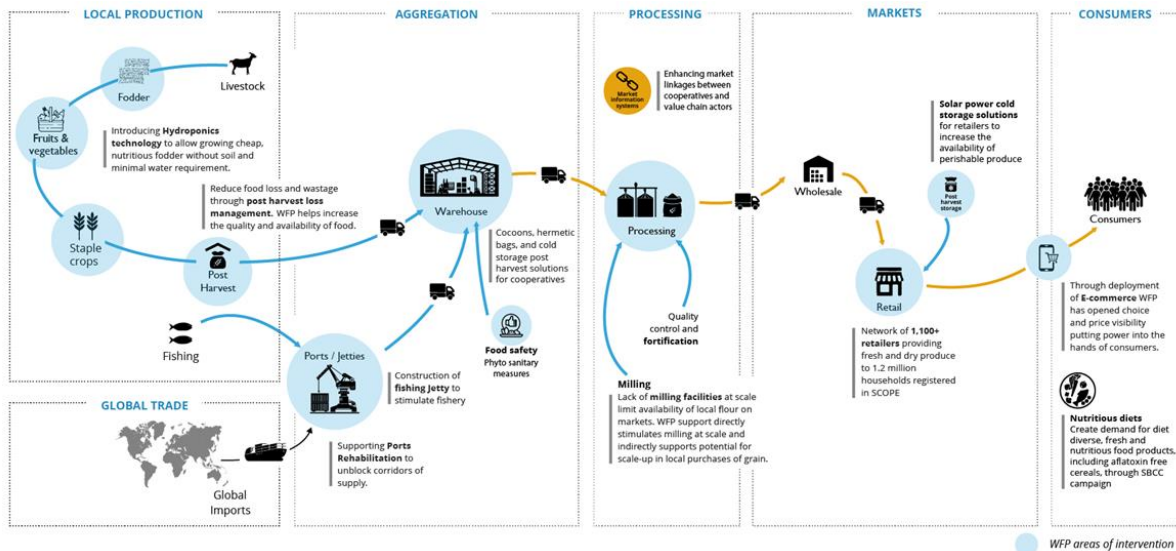 LOCAL PRODUCTION
Livestock
Fodder
Fruits &
vegetables
Introducing Hydroponics
technology to allow growing cheap,
nutritious fodder without soil and
minimal water requirement.
Reduce food loss and wastage
through post harvest loss
management. WFP helps increase
the quality and availability of food.
Staple
crops
Post
Harvest
Fishing
GLOBAL TRADE
Global
Imports
AGGREGATION
Warehouse
Cocoons, hermetic
bags, and cold
storage post
harvest solutions
for cooperatives
Ports / Jetties
Construction of
fishing Jetty to
stimulate fishery
Food safety
Phyto sanitary
measures
Supporting Ports
Rehabilitation to
unblock corridors of
supply.
PROCESSING
Market
information
systems
Enhancing market
linkages between
cooperatives and
value chain actors
Processing
Quality
control and
fortification
Milling
Lack of milling facilities at scale
limit availability of local flour on
markets. WFP support directly
stimulates milling at scale and
indirectly supports potential for
scale-up in local purchases of grain.
MARKETS
Solar power cold
storage solutions
for retailers to
increase the
availability of
perishable produce
Wholesale
Post
harvest
storage
Retail
Network of 1,100+
retailers providing
fresh and dry produce
to 1.2 million
households registered
in SCOPE
CONSUMERS
Consumers
Through deployment
of E-commerce WFP
has opened choice
and price visibility
putting power into the
hands of consumers.
Nutritious diets
Create demand for diet
diverse, fresh and
nutritious food products,
including aflatoxin free
cereals, through SBCC
campaign
WFP areas of intervention